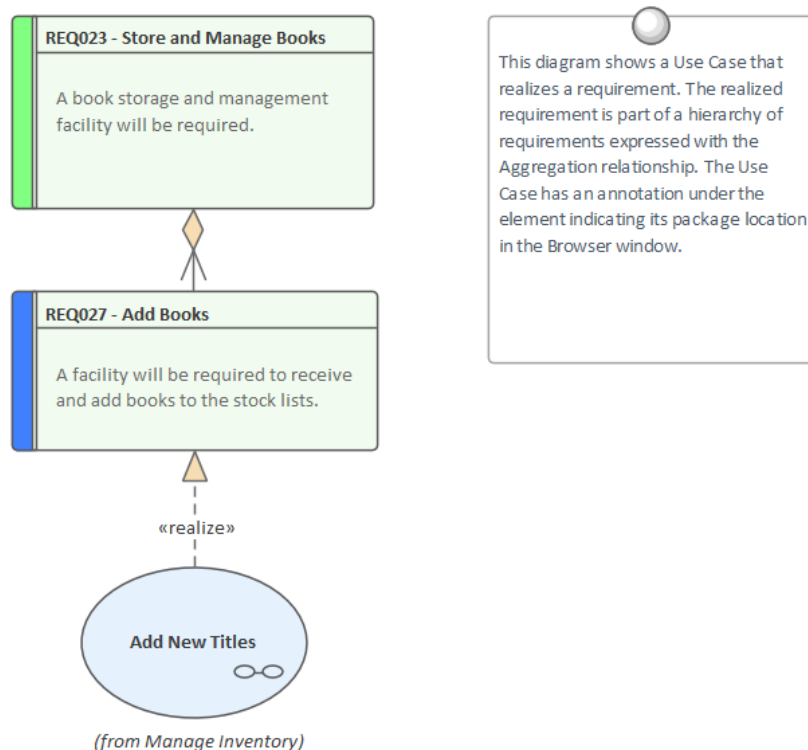 REQ023 - Store and Manage Books
A book storage and management
facility will be required.
REQ027 - Add Books
A facility will be required to receive
and add books to the stock lists.
«realize»
Add New Titles
(from Manage Inventory)
This diagram shows a Use Case that
realizes a requirement. The realized
requirement is part of a hierarchy of
requirements expressed with the
Aggregation relationship. The Use
Case has an annotation under the
element indicating its package location
in the Browser window.